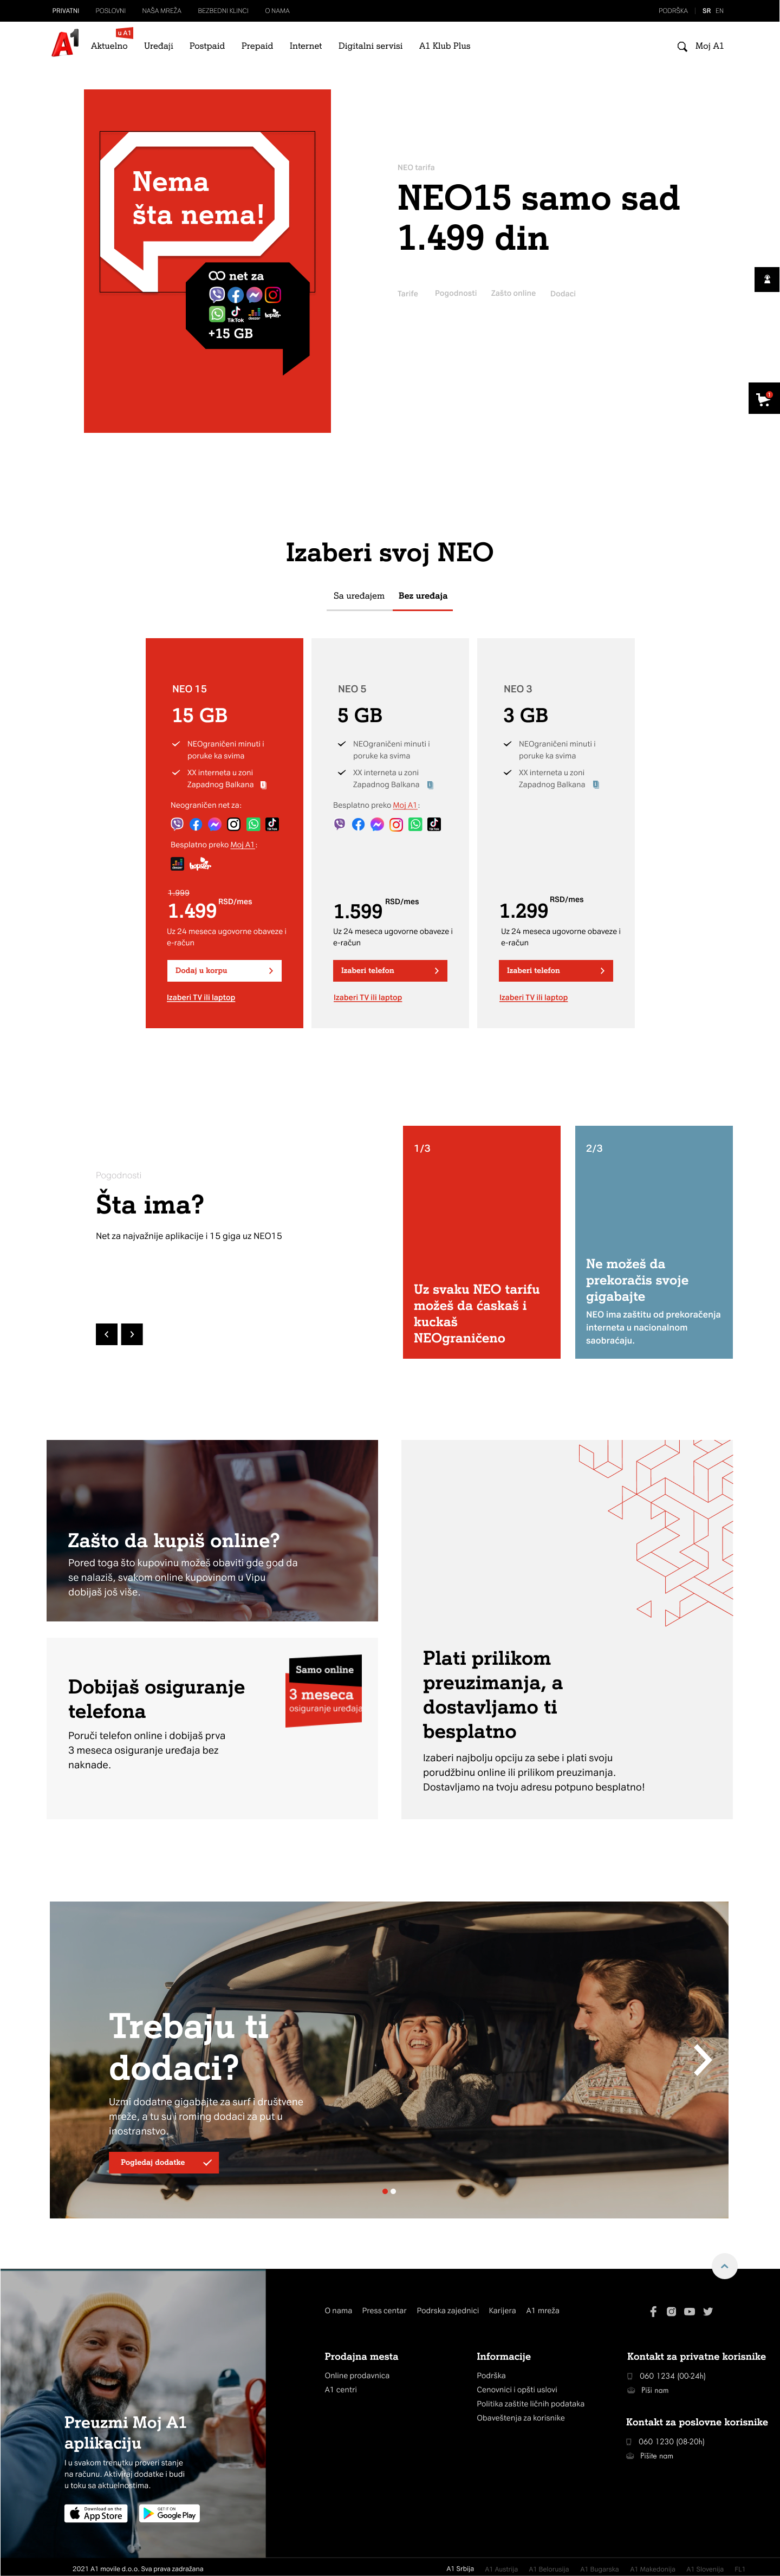 PRIVATNI POSLOVNI NAŠA MREŽA BEZBEDNI KLINCI O NAMA PODRŠKA | SR EN
A1 Aktuelno u A1 Uređaji Postpaid Prepaid Internet Digitalni servisi A1 Klub Plus Moj A1
Nema
šta nema!
∞ net za
TikTok
+15 GB
NEO tarifa
NEO15 samo sad
1.499 din
Tarife Pogodnosti Zašto online Dodaci
1
Izaberi svoj NEO
Sa uređajem Bez uređaja
NEO 15
15 GB
NEOgraničeni minuti i
poruke ka svima
XX interneta u zoni
Zapadnog Balkana
Neograničen net za:
Besplatno preko Moj A1:
1.999
1.499 RSD/mes
Uz 24 meseca ugovorne obaveze i
e-račun
Dodaj u korpu
Izaberi TV ili laptop
NEO 5
5 GB
NEOgraničeni minuti i
poruke ka svima
XX interneta u zoni
Zapadnog Balkana
Besplatno preko Moj A1:
1.599 RSD/mes
Uz 24 meseca ugovorne obaveze i
e-račun
Izaberi telefon
Izaberi TV ili laptop
NEO 3
3 GB
NEOgraničeni minuti i
poruke ka svima
XX interneta u zoni
Zapadnog Balkana
1.299 RSD/mes
Uz 24 meseca ugovorne obaveze i
e-račun
Izaberi telefon
Izaberi TV ili laptop
Pogodnosti
Šta ima?
Net za najvažnije aplikacije i 15 giga uz NEO15
1/3
Uz svaku NEO tarifu
možeš da ćaskaš i
kuckaš
NEOgraničeno
2/3
Ne možeš da
prekoračis svoje
gigabajte
NEO ima zaštitu od prekoračenja
interneta u nacionalnom
saobraćaju.
Zašto da kupiš online?
Pored toga što kupovinu možeš obaviti gde god da
se nalaziš, svakom online kupovinom u Vipu
dobijaš još više.
Dobijaš osiguranje
telefona
Poruči telefon online i dobijaš prva
3 meseca osiguranje uređaja bez
naknade.
Samo online
3 meseca
osiguranje uređaja
Plati prilikom
preuzimanja, a
dostavljamo ti
besplatno
Izaberi najbolju opciju za sebe i plati svoju
porudžbinu online ili prilikom preuzimanja.
Dostavljamo na tvoju adresu potpuno besplatno!
Trebaju ti
dodaci?
Uzmi dodatne gigabajte za surf i društvene
mreže, a tu su i roming dodaci za put u
inostranstvo.
Pogledaj dodatke
Preuzmi Moj A1
aplikaciju
I u svakom trenutku proveri stanje
na računu. Aktiviraj dodatke i budi
u toku sa aktuelnostima.
Download on the
App Store
GET IT ON
Google Play
O nama Press centar Podrska zajednici Karijera A1 mreža
Prodajna mesta
Online prodavnica
A1 centri
Informacije
Podrška
Cenovnici i opšti uslovi
Politika zaštite ličnih podataka
Obaveštenja za korisnike
Kontakt za privatne korisnike
060 1234 (00-24h)
Piši nam
Kontakt za poslovne korisnike
060 1230 (08-20h)
Pišite nam
2021 A1 movile d.o.o. Sva prava zadražana
A1 Srbija A1 Austrija A1 Belorusija A1 Bugarska A1 Makedonija A1 Slovenija FL1